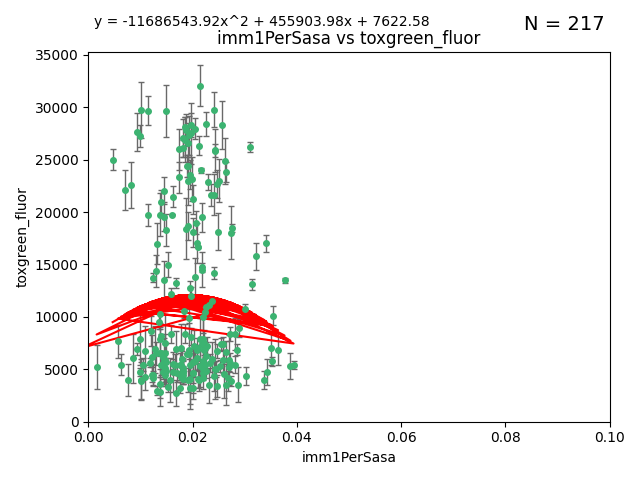 y = -11686543.92x^2 + 455903.98x + 7622.58
N = 217
imm1PerSasa vs toxgreen_fluor
35000
30000
25000
20000
15000
10000
5000
0
toxgreen_fluor
0.00 0.02 0.04 0.06 0.08 0.10
imm1PerSasa